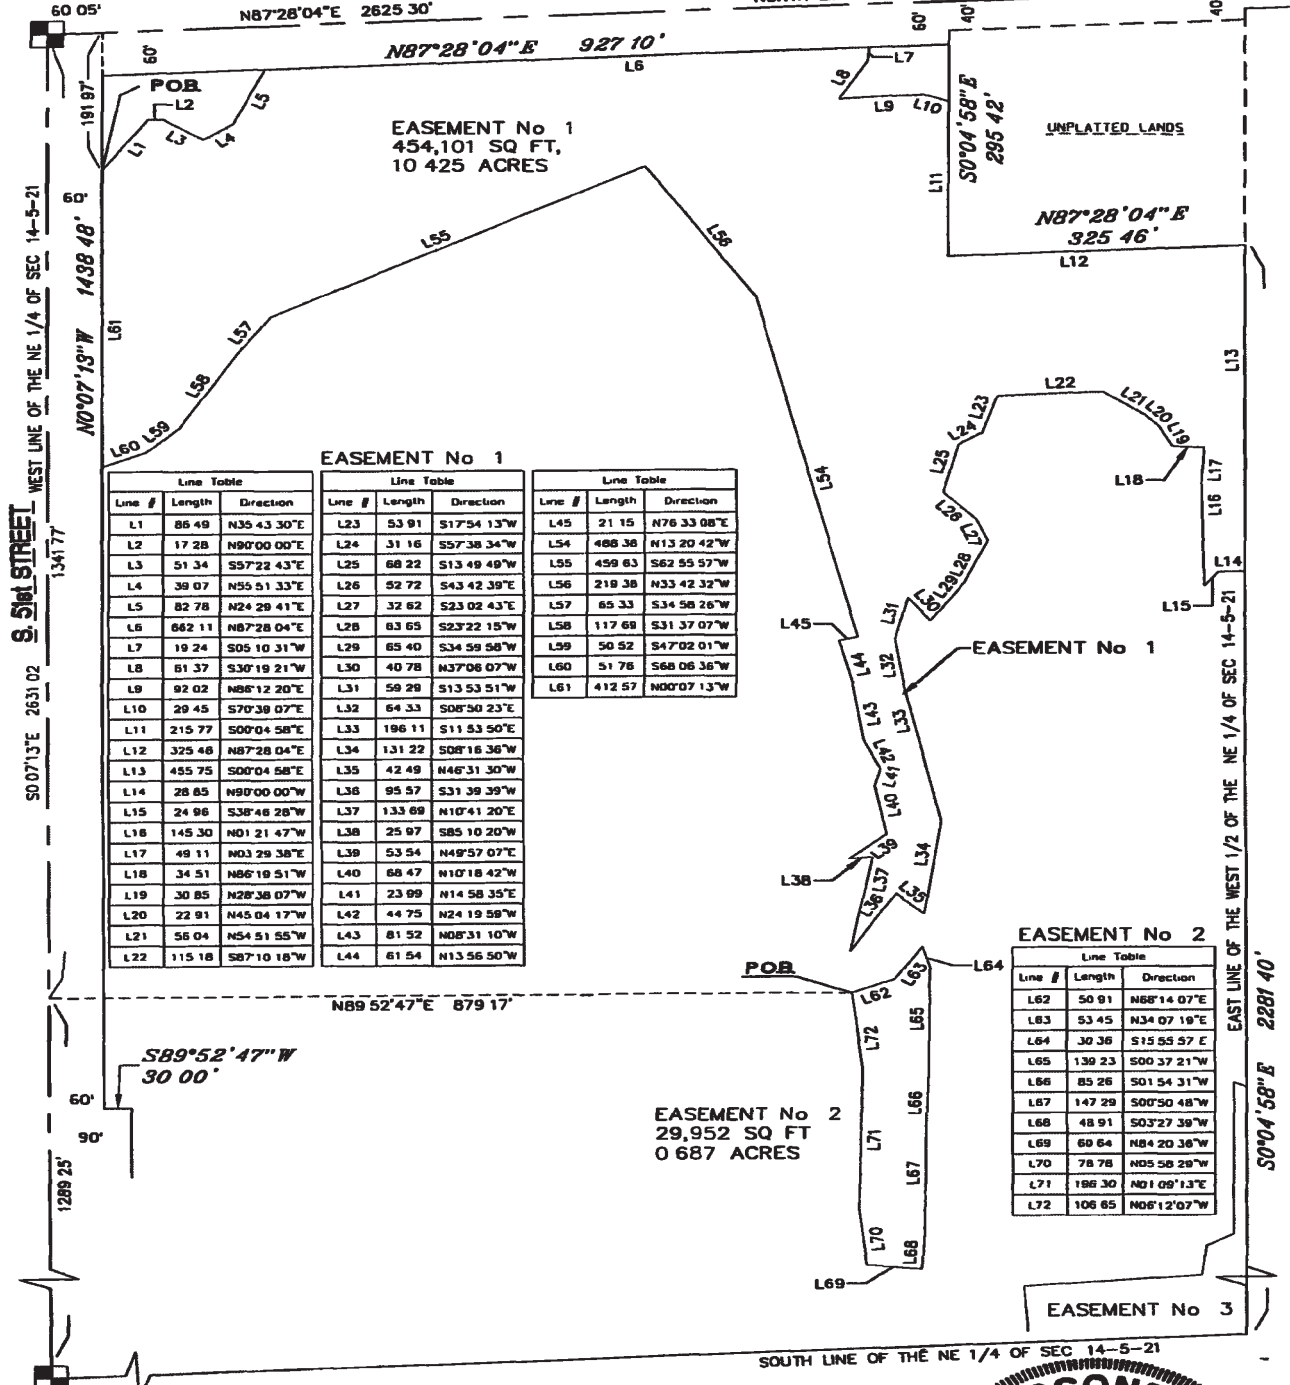 60 05'
N87°28'04"E 2625 30'
60'
40'
40'
N87°28'04"E 927 10'
60'
L6
L7
L8
L9
L10
191 97'
P.O.B.
L2
L1
L3
L4
L5
EASEMENT No 1
454,101 SQ FT,
10 425 ACRES
S0°04'58"E
295 42'
UNPLATTED LANDS
L11
N87°28'04"E
325 46'
L12
60'
N0°07'13"W 1438 48'
WEST LINE OF THE NE 1/4 OF SEC 14-5-21
S. 51st STREET
1341 77'
S0 07'13"E 2631 02
L61
L55
L56
L57
L58
L59
L60
L54
L13
L22
L21
L20
L19
L18
L17
L16
L14
L15
L23
L24
L25
L26
L27
L28
L29
L30
L31
L45
L44
L32
L43
L33
L42
L41
L40
L39
L38
L37
L36
L34
L35
EASEMENT No 1
EASEMENT No 1
Line Table
Line # Length Direction
L1 86 49 N35 43 30"E
L2 17 28 N90°00 00"E
L3 51 34 S57°22 43"E
L4 39 07 N55 51 33"E
L5 82 78 N24 29 41"E
L6 662 11 N87°28 04"E
L7 19 24 S05 10 31"W
L8 61 37 S30°19 21"W
L9 92 02 N86°12 20"E
L10 29 45 S70°39 07"E
L11 215 77 S00°04 58"E
L12 325 46 N87°28 04"E
L13 455 75 S00°04 58"E
L14 28 85 N90°00 00"W
L15 24 96 S38°46 28"W
L16 145 30 N01 21 47"W
L17 49 11 N03 29 38"E
L18 34 51 N86°19 51"W
L19 30 85 N28°38 07"W
L20 22 91 N45 04 17"W
L21 56 04 N54 51 55"W
L22 115 18 S87°10 18"W
Line Table
Line # Length Direction
L23 53 91 S17°54 13"W
L24 31 16 S57°38 34"W
L25 68 22 S13 49 49"W
L26 52 72 S43 42 39"E
L27 32 62 S23 02 43"E
L28 83 65 S23°22 15"W
L29 65 40 S34 59 58"W
L30 40 78 N37°06 07"W
L31 59 29 S13 53 51"W
L32 64 33 S08°50 23"E
L33 196 11 S11 53 50"E
L34 131 22 S08°16 36"W
L35 42 49 N46°31 30"W
L36 95 57 S31 39 39"W
L37 133 69 N10°41 20"E
L38 25 97 S85 10 20"W
L39 53 54 N49°57 07"E
L40 68 47 N10°18 42"W
L41 23 99 N14 58 35"E
L42 44 75 N24 19 59"W
L43 81 52 N08°31 10"W
L44 61 54 N13 56 50"W
Line Table
Line # Length Direction
L45 21 15 N76 33 08"E
L54 488 38 N13 20 42"W
L55 459 63 S62 55 57"W
L56 219 38 N33 42 32"W
L57 65 33 S34 58 26"W
L58 117 69 S31 37 07"W
L59 50 52 S47°02 01"W
L60 51 76 S68 06 36"W
L61 412 57 N00°07 13"W
P.O.B.
N89 52'47"E 879 17'
S89°52'47"W
30 00'
60'
90'
1289 25'
L62
L63
L64
L65
L72
L66
L71
L67
L70
L68
L69
EASEMENT No 2
29,952 SQ FT
0 687 ACRES
EASEMENT No 2
Line Table
Line # Length Direction
L62 50 91 N68°14 07"E
L63 53 45 N34 07 19"E
L64 30 36 S15 55 57 E
L65 139 23 S00 37 21"W
L66 85 26 S01 54 31"W
L67 147 29 S00°50 48"W
L68 48 91 S03°27 39"W
L69 60 64 N84 20 36"W
L70 78 78 N05 58 29"W
L71 196 30 N01 09'13"E
L72 106 65 N06°12'07"W
EAST LINE OF THE WEST 1/2 OF THE NE 1/4 OF SEC 14-5-21
S0°04'58"E 2281 40'
EASEMENT No 3
SOUTH LINE OF THE NE 1/4 OF SEC 14-5-21